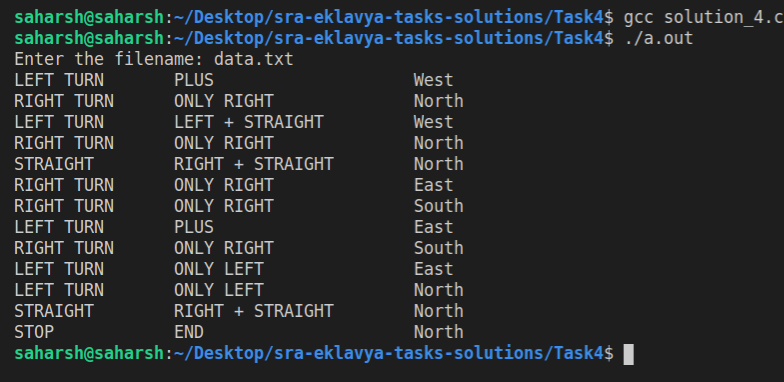 saharsh@saharsh:~/Desktop/sra-eklavya-tasks-solutions/Task4$ gcc solution_4.c
saharsh@saharsh:~/Desktop/sra-eklavya-tasks-solutions/Task4$ ./a.out
Enter the filename: data.txt
LEFT TURN       PLUS                    West
RIGHT TURN      ONLY RIGHT              North
LEFT TURN       LEFT + STRAIGHT         West
RIGHT TURN      ONLY RIGHT              North
STRAIGHT        RIGHT + STRAIGHT        North
RIGHT TURN      ONLY RIGHT              East
RIGHT TURN      ONLY RIGHT              South
LEFT TURN       PLUS                    East
RIGHT TURN      ONLY RIGHT              South
LEFT TURN       ONLY LEFT               East
LEFT TURN       ONLY LEFT               North
STRAIGHT        RIGHT + STRAIGHT        North
STOP            END                     North
saharsh@saharsh:~/Desktop/sra-eklavya-tasks-solutions/Task4$